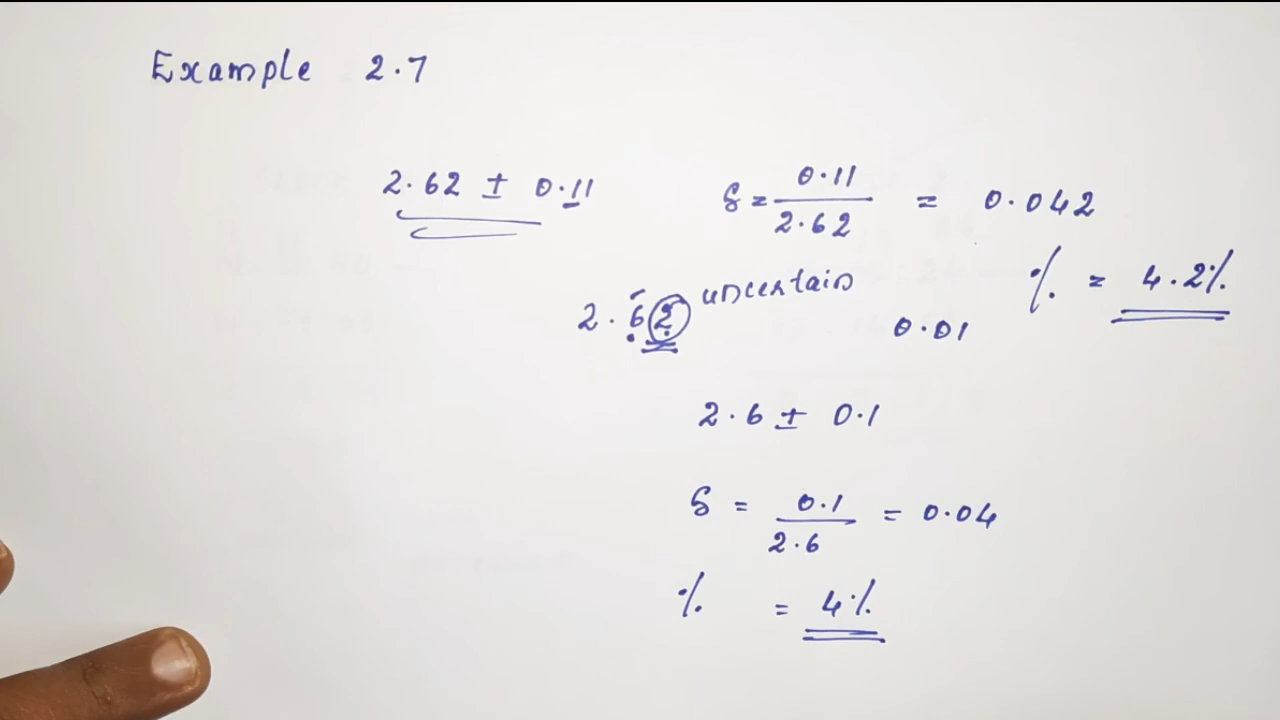 Example 2.7
2.62 ± 0.11
δ = 0.11 / 2.62 = 0.042
% = 4.2%
2.62 uncertain
0.01
2.6 ± 0.1
δ = 0.1 / 2.6 = 0.04
% = 4%